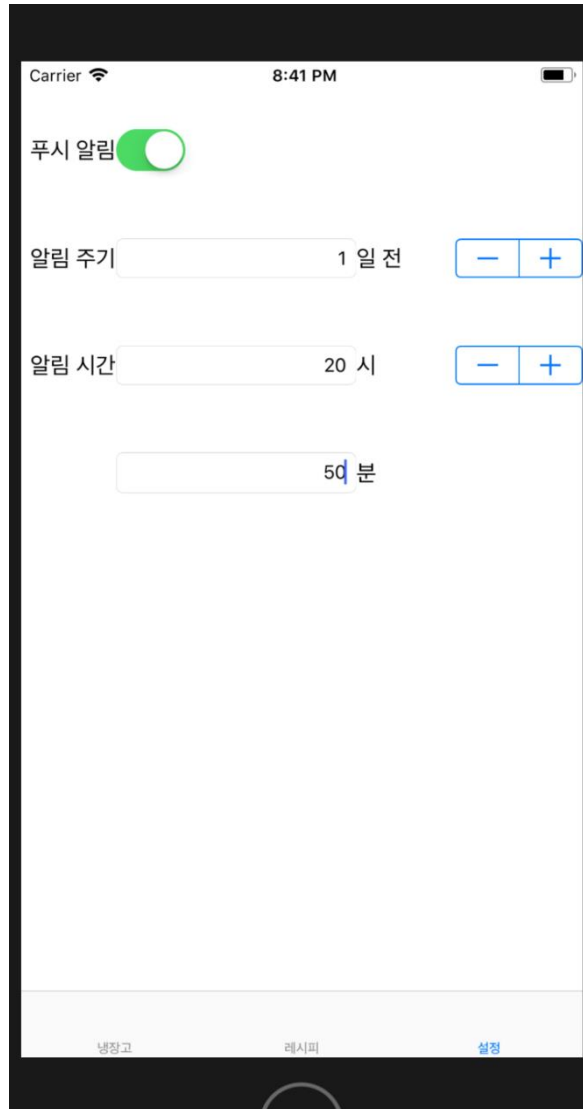 Carrier 8:41 PM
푸시 알림
알림 주기 1 일 전 − +
알림 시간 20 시 − +
50 분
냉장고 레시피 설정